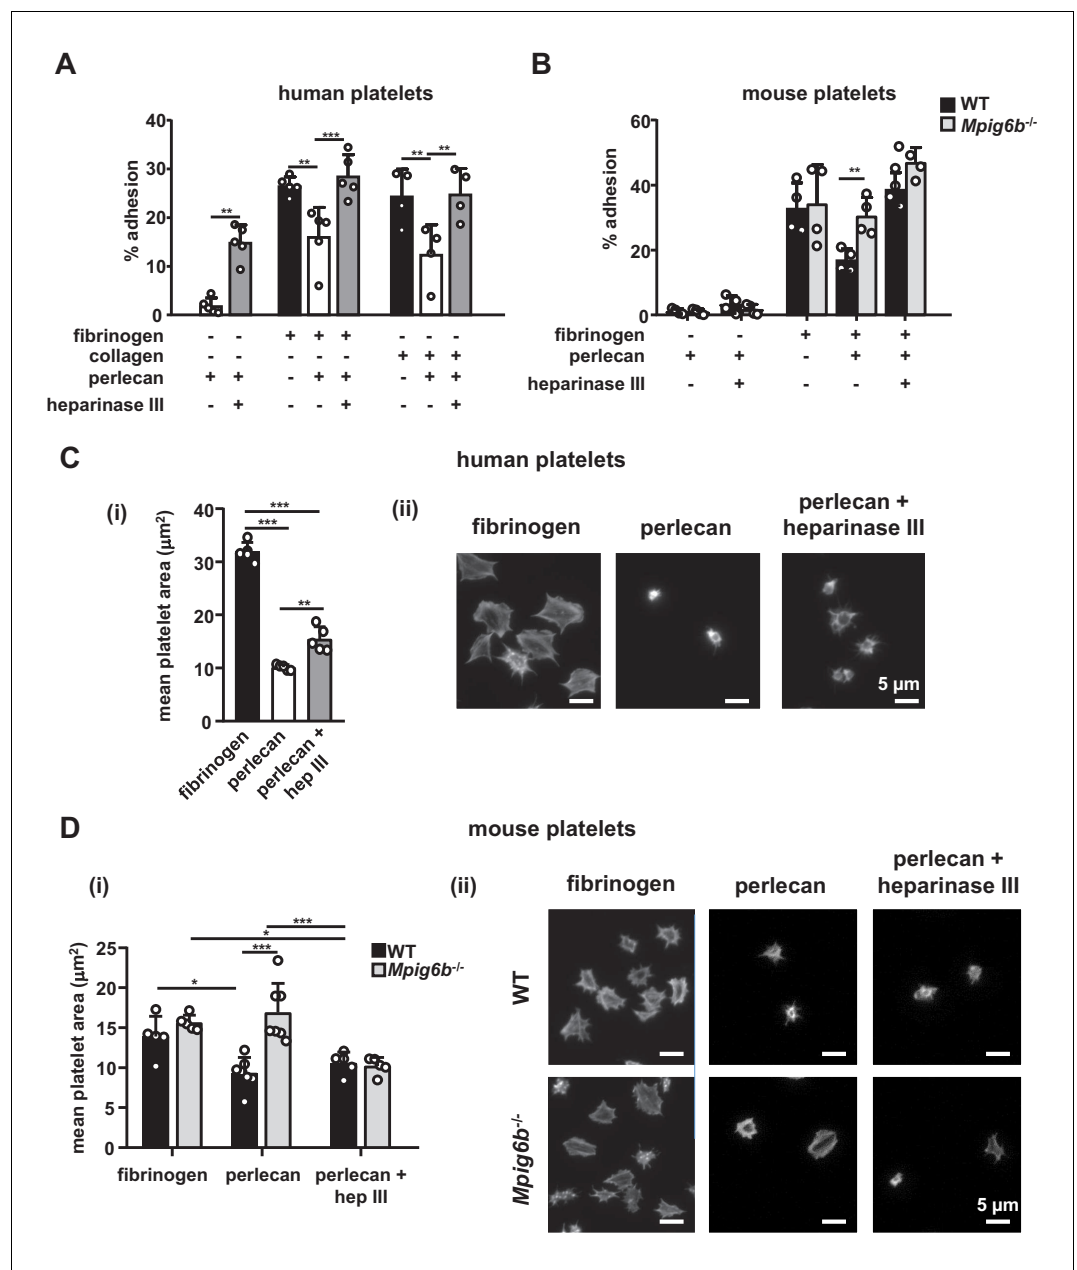 A
human platelets
40
30
20
10
0
% adhesion
**
**
***
**
**
fibrinogen - - + + + - - -
collagen - - - - - + + +
perlecan + + - + + - + +
heparinase III - + - - + - - +
B
mouse platelets
WT
Mpig6b-/-
60
40
20
0
% adhesion
**
fibrinogen - - + + +
perlecan + + - + +
heparinase III - + - - +
C
human platelets
(i)
40
30
20
10
0
mean platelet area (µm²)
***
***
**
fibrinogen
perlecan
perlecan +
hep III
(ii)
fibrinogen
perlecan
perlecan +
heparinase III
5 µm
D
mouse platelets
(i)
WT
Mpig6b-/-
25
20
15
10
5
0
mean platelet area (µm²)
***
*
***
*
fibrinogen
perlecan
perlecan +
hep III
(ii)
fibrinogen
perlecan
perlecan +
heparinase III
WT
Mpig6b-/-
5 µm